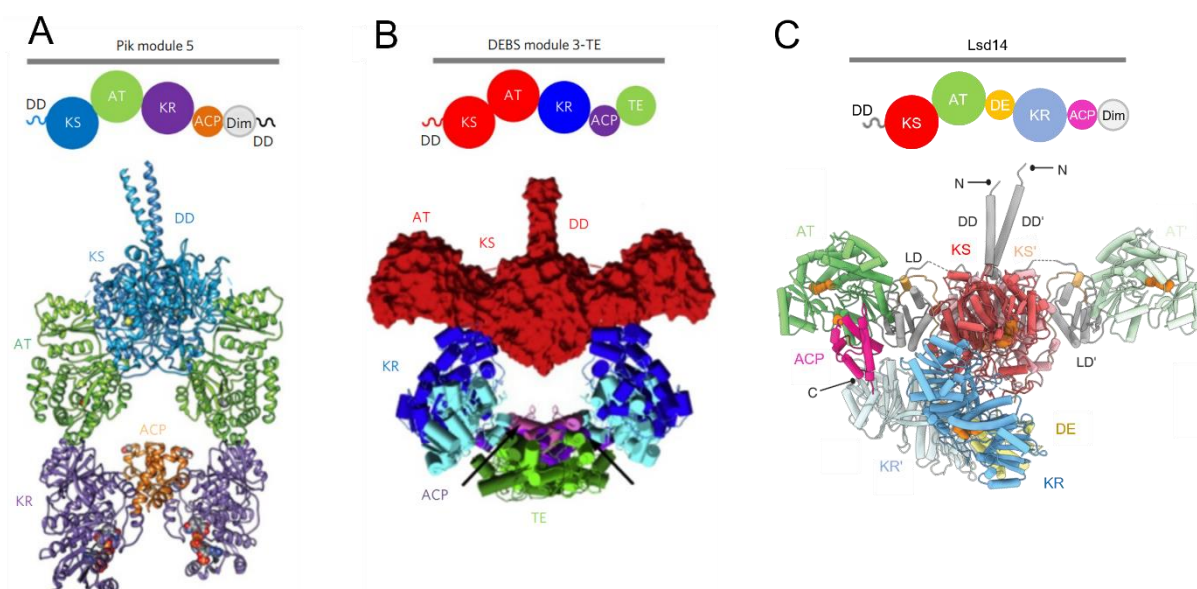 A
Pik module 5
DD
KS
AT
KR
ACP
Dim
DD
DD
KS
AT
ACP
KR
B
DEBS module 3-TE
DD
KS
AT
KR
ACP
TE
AT
KS
DD
KR
ACP
TE
C
Lsd14
DD
KS
AT
DE
KR
ACP
Dim
N
N
DD
DD'
AT
LD
KS
KS'
AT'
ACP
LD'
C
DE
KR'
KR